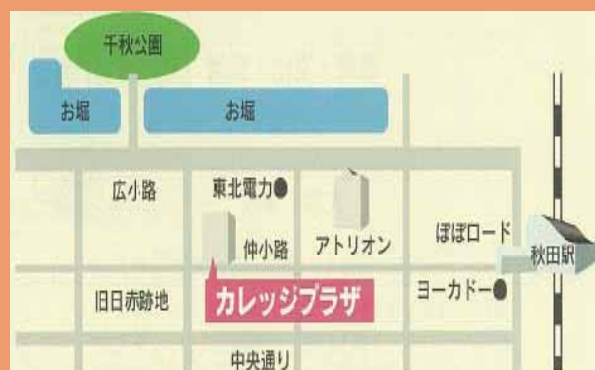 千秋公園
お堀
お堀
広小路
東北電力●
仲小路
アトリオン
ぽぽロード
秋田駅
旧日赤跡地
カレッジプラザ
ヨーカドー●
中央通り